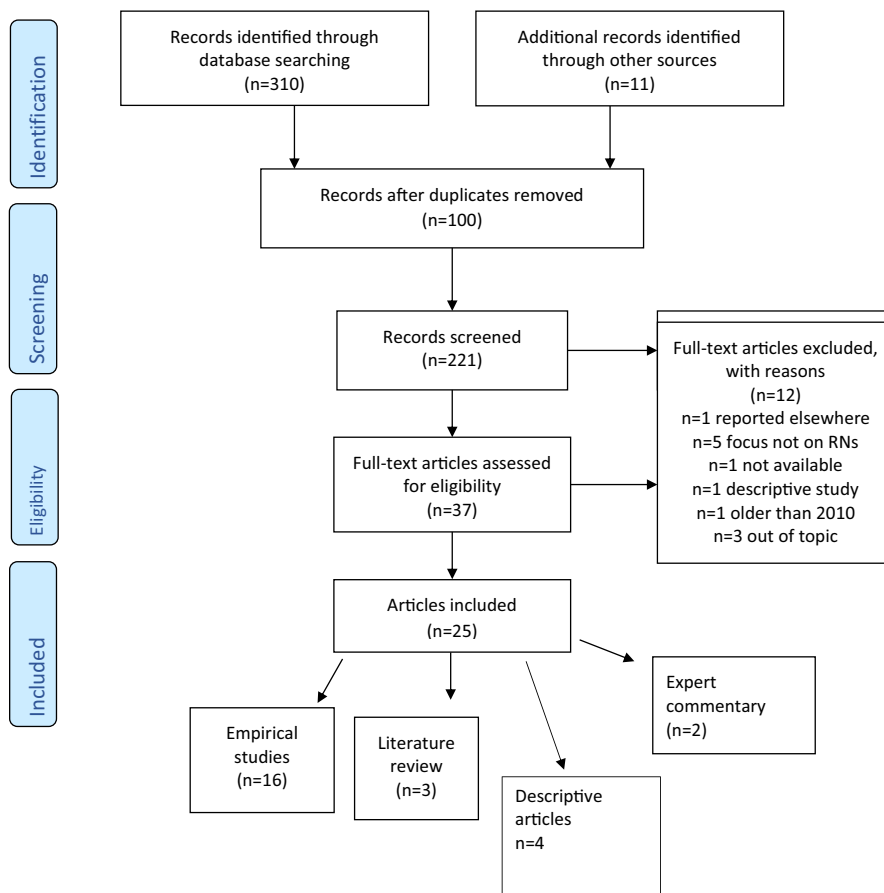 Identification
Records identified through
database searching
(n=310)
Additional records identified
through other sources
(n=11)
Records after duplicates removed
(n=100)
Screening
Records screened
(n=221)
Full-text articles excluded,
with reasons
(n=12)
n=1 reported elsewhere
n=5 focus not on RNs
n=1 not available
n=1 descriptive study
n=1 older than 2010
n=3 out of topic
Eligibility
Full-text articles assessed
for eligibility
(n=37)
Included
Articles included
(n=25)
Empirical
studies
(n=16)
Literature
review
(n=3)
Descriptive
articles
n=4
Expert
commentary
(n=2)